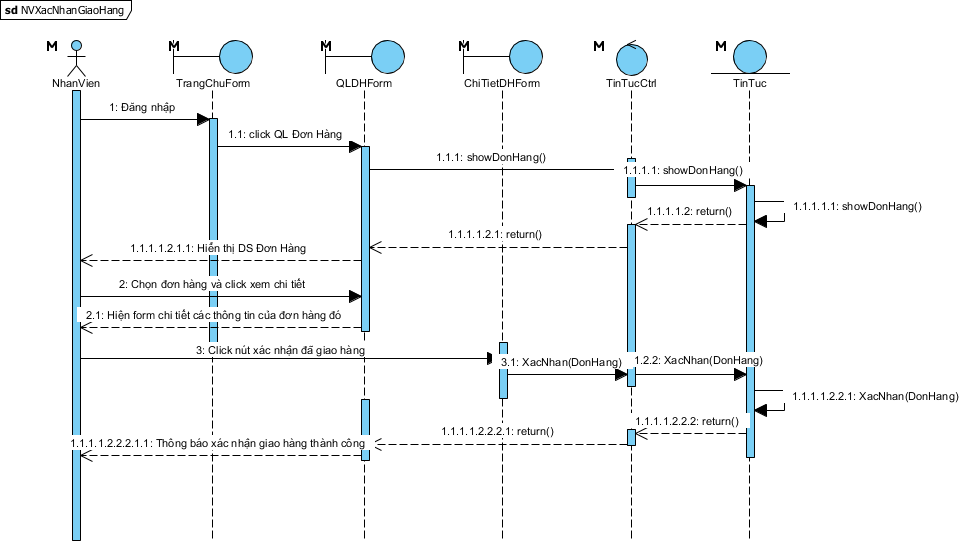 sd NVXacNhanGiaoHang
M M M M M M
NhanVien TrangChuForm QLDHForm ChiTietDHForm TinTucCtrl TinTuc
1: Đăng nhập
1.1: click QL Đơn Hàng
1.1.1: showDonHang()
1.1.1.1: showDonHang()
1.1.1.1.1: showDonHang()
1.1.1.1.2: return()
1.1.1.1.2.1: return()
1.1.1.1.2.1.1: Hiển thị DS Đơn Hàng
2: Chọn đơn hàng và click xem chi tiết
2.1: Hiện form chi tiết các thông tin của đơn hàng đó
3: Click nút xác nhận đã giao hàng
3.1: XacNhan(DonHang)
1.2.2: XacNhan(DonHang)
1.1.1.1.2.2.1: XacNhan(DonHang)
1.1.1.1.2.2.2: return()
1.1.1.1.2.2.2.1: return()
1.1.1.1.2.2.2.1.1: Thông báo xác nhận giao hàng thành công